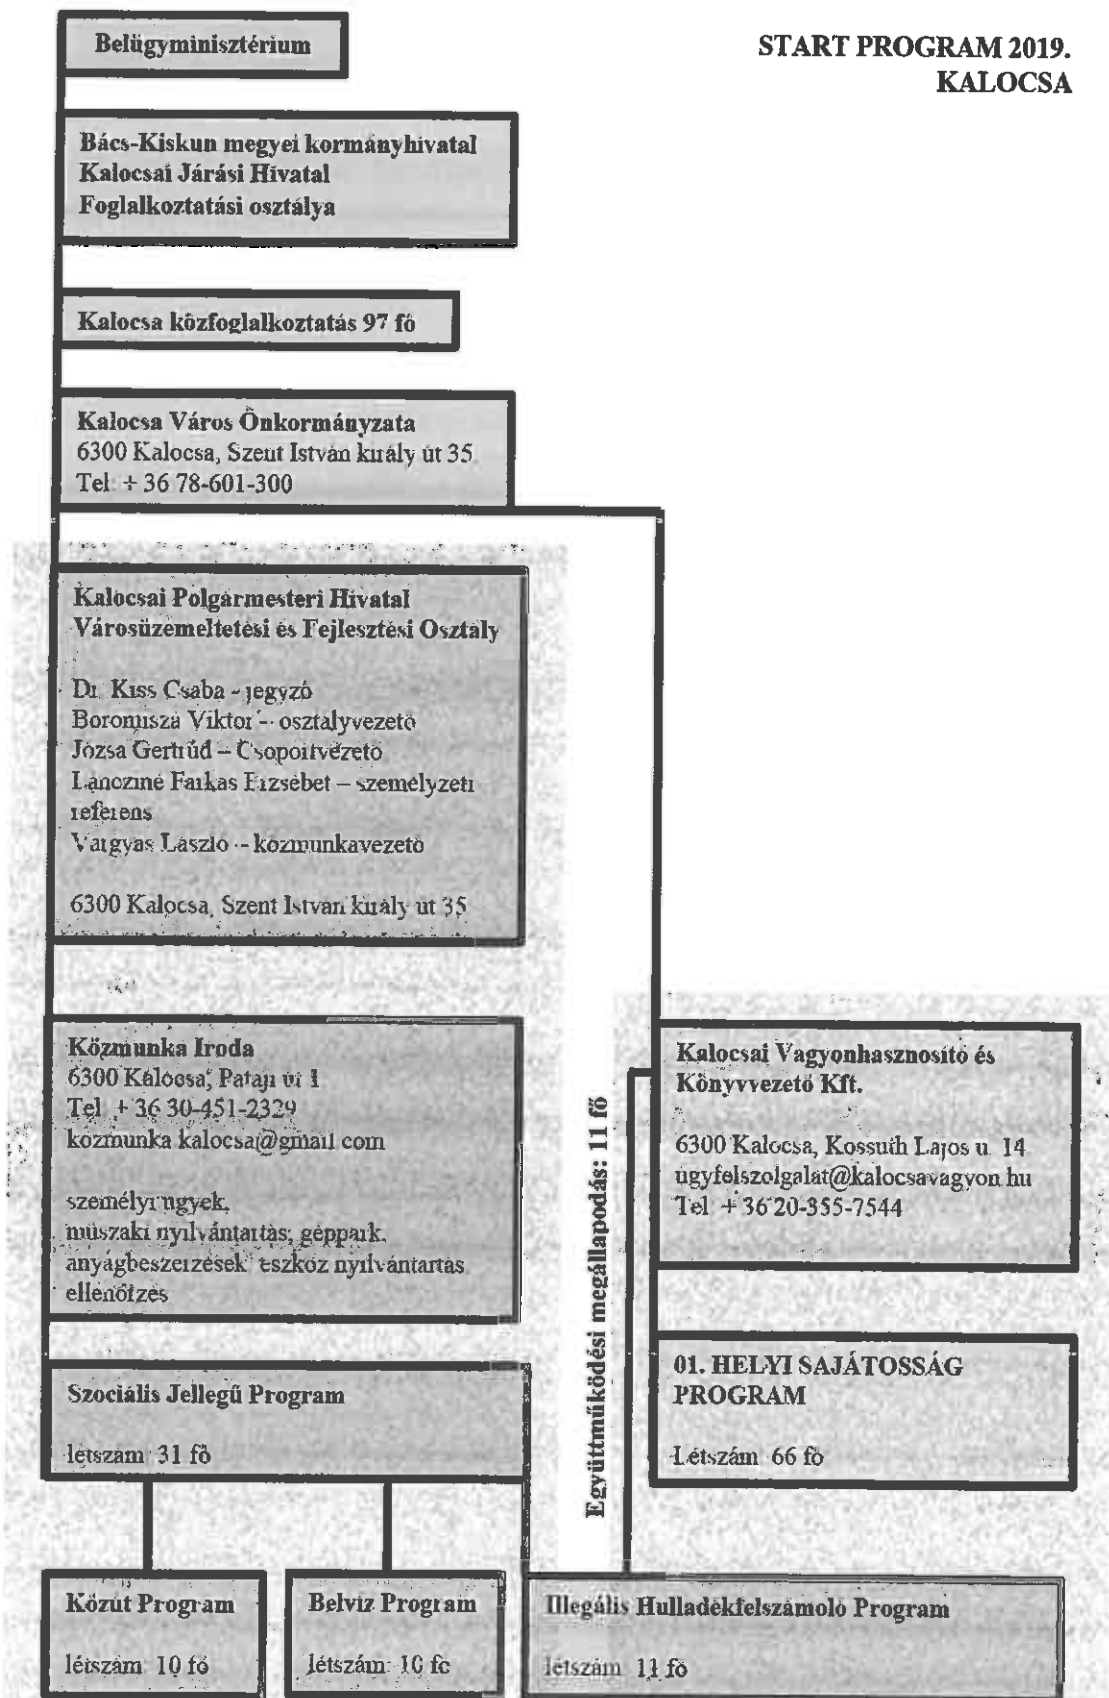 START PROGRAM 2019.
KALOCSA
Belügyminisztérium
Bács-Kiskun megyei kormányhivatal
Kalocsai Járási Hivatal
Foglalkoztatási osztálya
Kalocsa közfoglalkoztatás 97 fő
Kalocsa Város Önkormányzata
6300 Kalocsa, Szent István király út 35
Tel: + 36 78-601-300
Kalocsai Polgármesteri Hivatal
Városüzemeltetési és Fejlesztési Osztály
Dr. Kiss Csaba - jegyző
Boromisza Viktor - osztályvezető
Józsa Gertrúd – Csoportvezető
Lancziné Farkas Erzsébet – személyzeti
referens
Vargyas László - közmunkavezető
6300 Kalocsa, Szent István király út 35
Közmunka Iroda
6300 Kalocsa, Pataji út 1
Tel + 36 30-451-2329
kozmunka kalocsa@gmail com
személyi ügyek,
műszaki nyilvántartás, géppark,
anyagbeszerzések eszköz nyilvántartás
ellenőrzés
Kalocsai Vagyonhasznosító és
Könyvvezető Kft.
6300 Kalocsa, Kossuth Lajos u. 14
ugyfelszolgalat@kalocsavagyon.hu
Tel + 36 20-355-7544
Együttműködési megállapodás: 11 fő
Szociális Jellegű Program
létszám: 31 fő
01. HELYI SAJÁTOSSÁG
PROGRAM
Létszám 66 fő
Közút Program
létszám 10 fő
Belvíz Program
létszám: 10 fő
Illegális Hulladékfelszámoló Program
létszám 11 fő